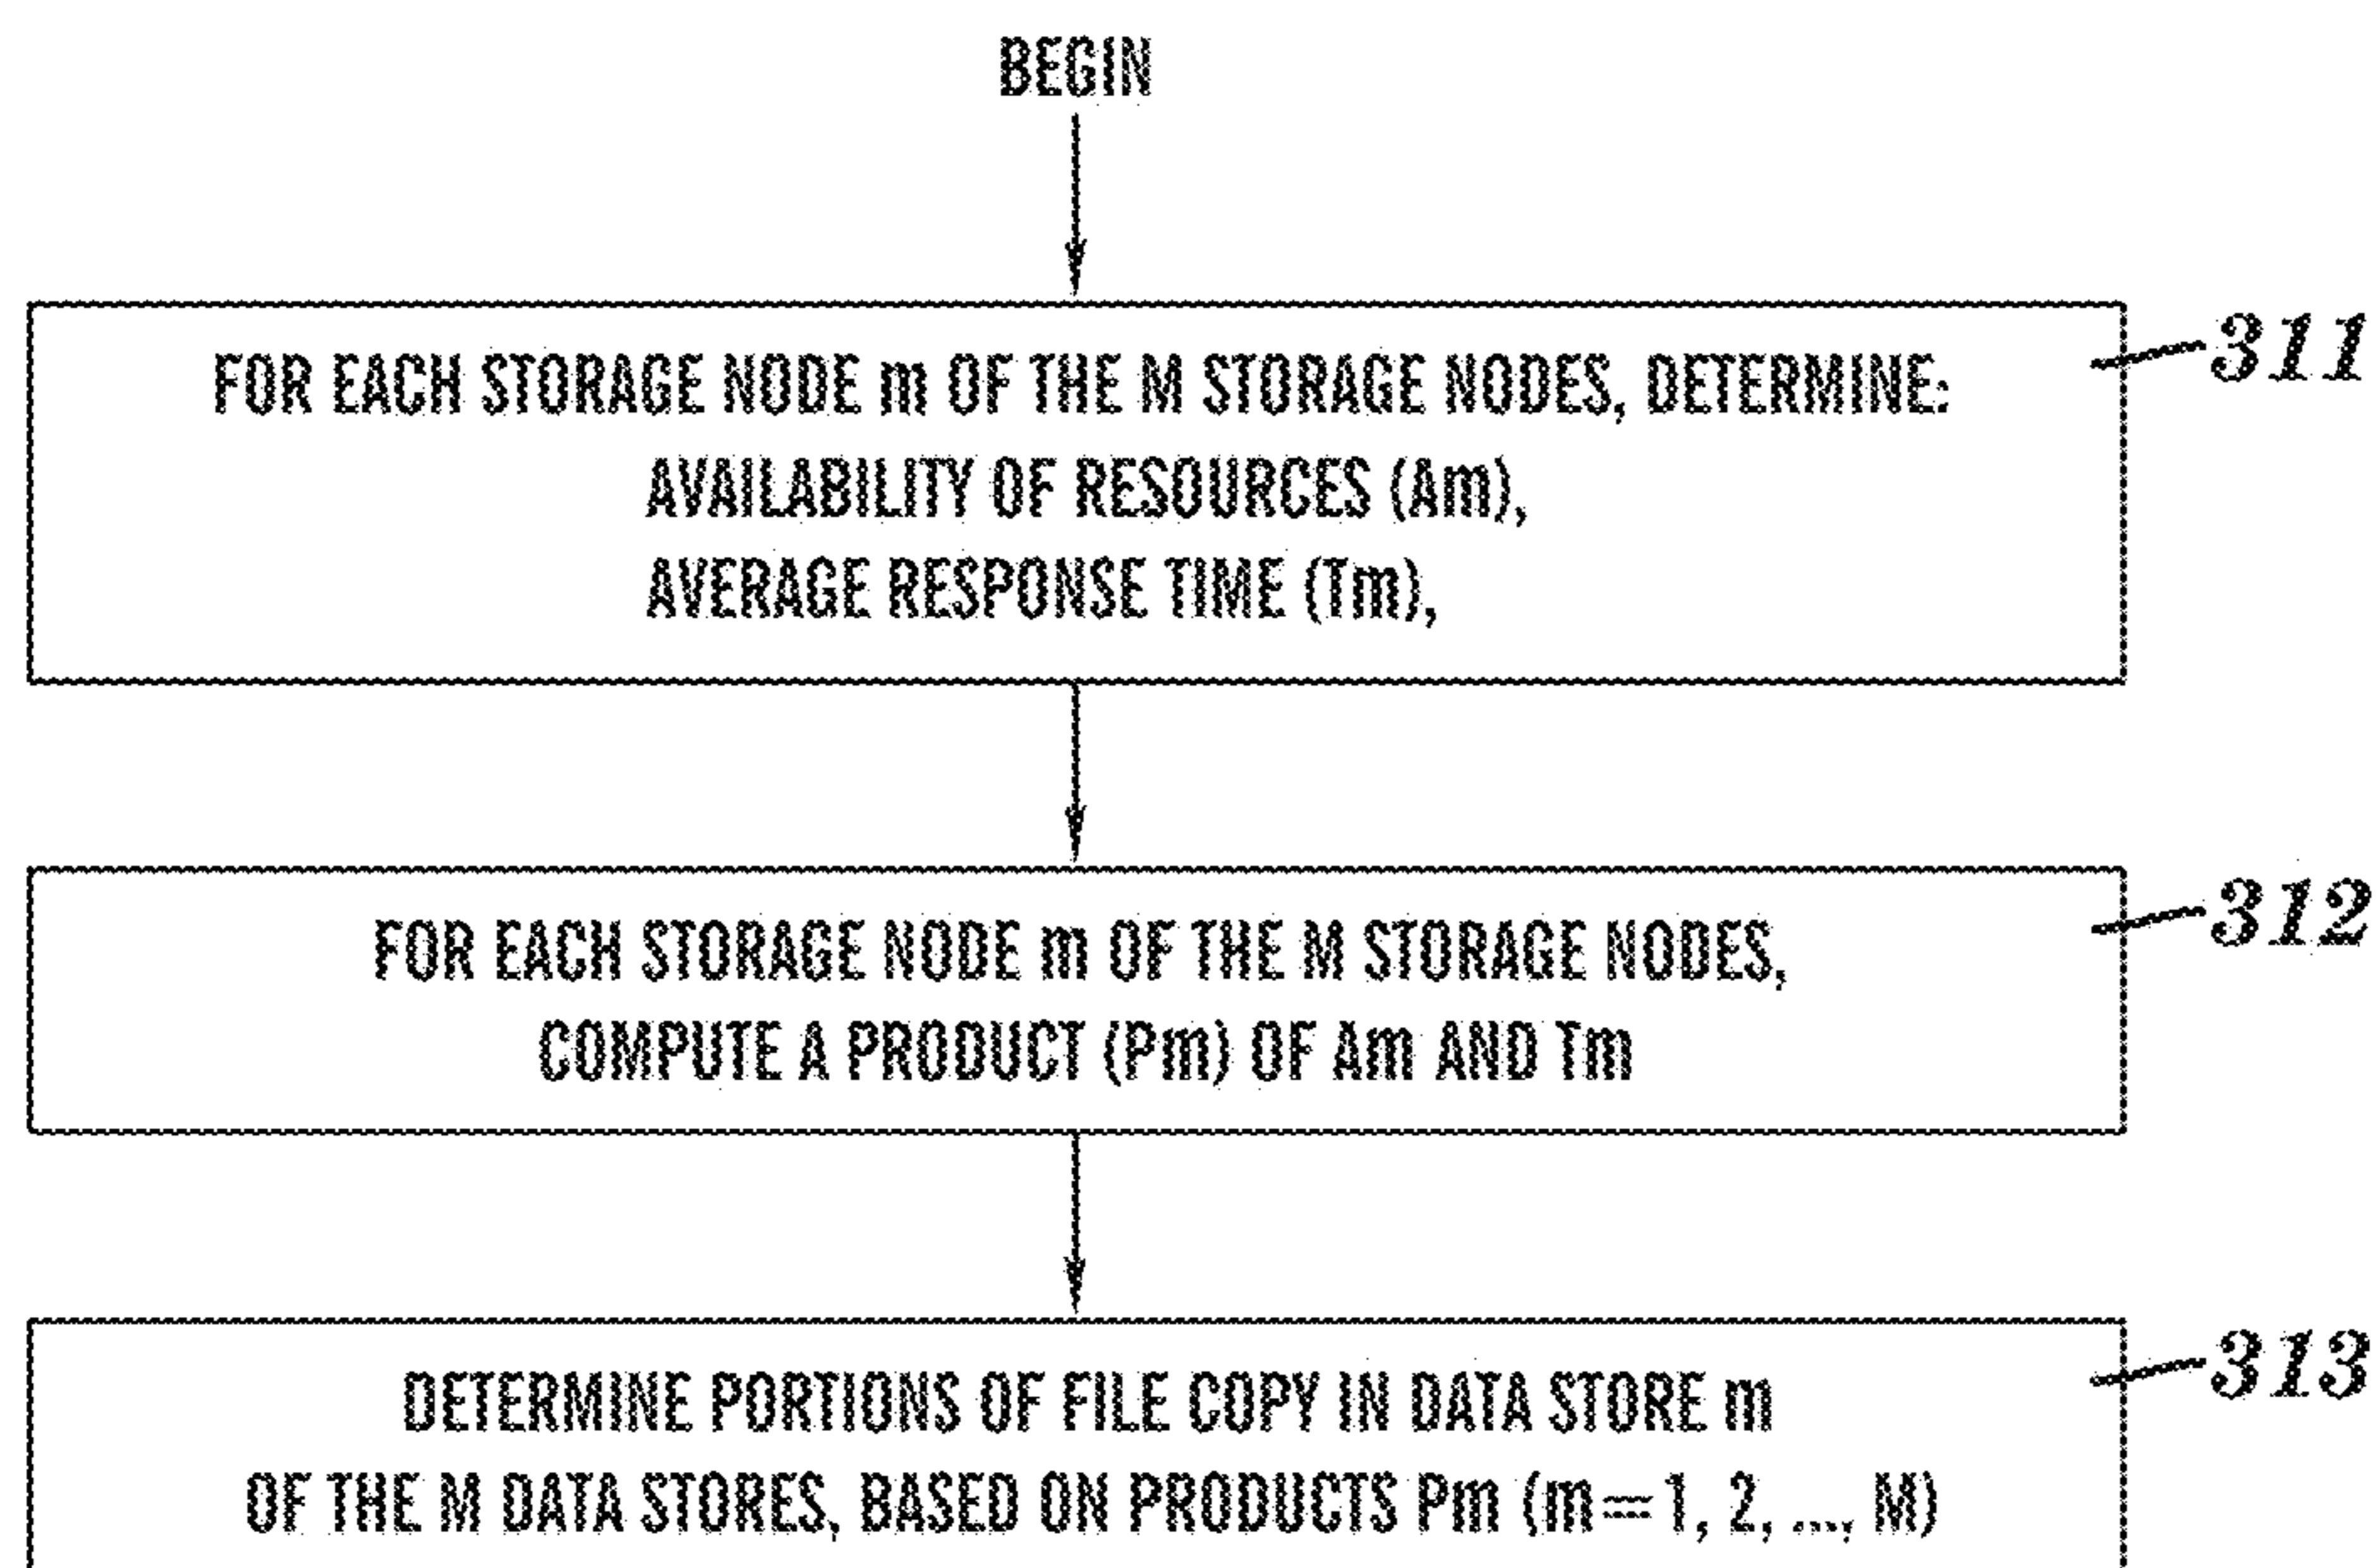 BEGIN
FOR EACH STORAGE NODE m OF THE M STORAGE NODES, DETERMINE:
311
AVAILABILITY OF RESOURCES (Am),
AVERAGE RESPONSE TIME (Tm),
FOR EACH STORAGE NODE m OF THE M STORAGE NODES,
312
COMPUTE A PRODUCT (Pm) OF Am AND Tm
DETERMINE PORTIONS OF FILE COPY IN DATA STORE m
313
OF THE M DATA STORES, BASED ON PRODUCTS Pm (m=1, 2, ..., M)